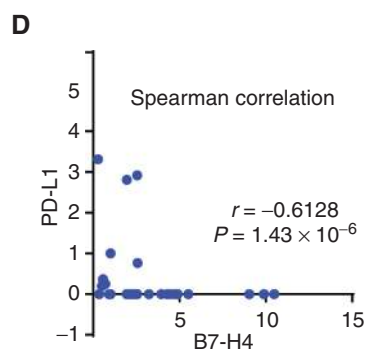 D
5
Spearman correlation
4
3
PD-L1
2
r = −0.6128
P = 1.43 × 10⁻⁶
1
0
−1
5
10
15
B7-H4